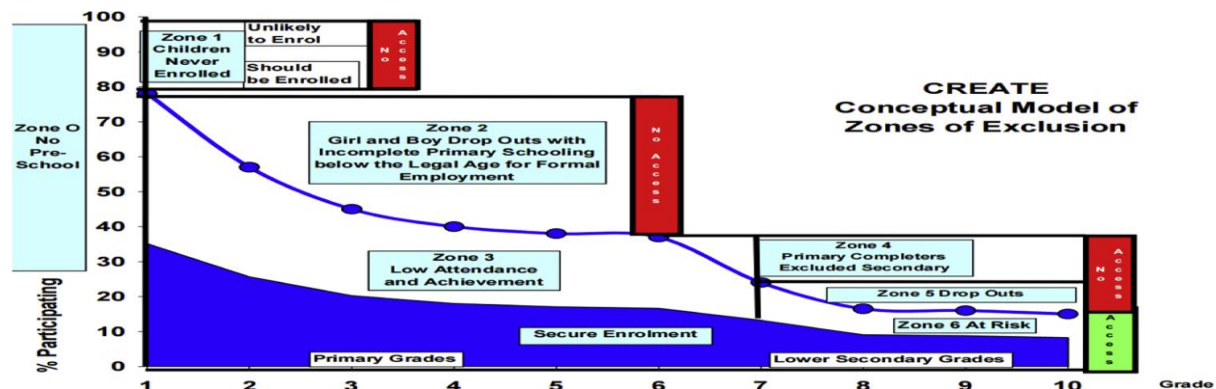 100
90
80
70
60
50
40
30
20
10
0
% Participating
Zone O
No
Pre-
School
Zone 1
Children
Never
Enrolled
Unlikely
to Enrol
Should
be Enrolled
No
Access
CREATE
Conceptual Model of
Zones of Exclusion
Zone 2
Girl and Boy Drop Outs with
Incomplete Primary Schooling
below the Legal Age for Formal
Employment
No Access
Zone 3
Low Attendance
and Achievement
Zone 4
Primary Completers
Excluded Secondary
No
Access
Zone 5 Drop Outs
Zone 6 At Risk
Access
Secure Enrolment
Primary Grades
Lower Secondary Grades
1 2 3 4 5 6 7 8 9 10 Grade